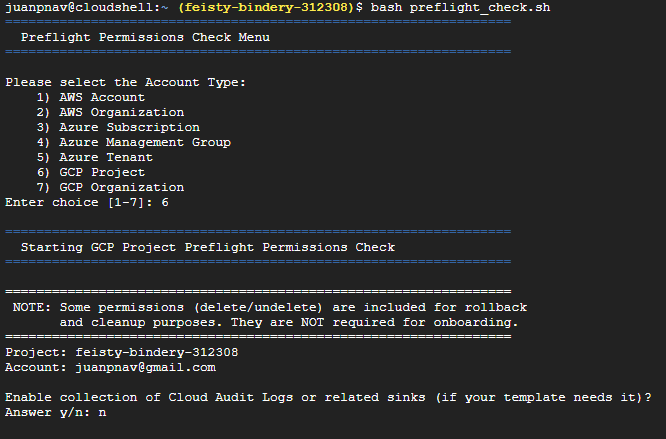 juanpnav@cloudshell:~ (feisty-bindery-312308)$ bash preflight_check.sh
=================================================================
  Preflight Permissions Check Menu
=================================================================
Please select the Account Type:
    1) AWS Account
    2) AWS Organization
    3) Azure Subscription
    4) Azure Management Group
    5) Azure Tenant
    6) GCP Project
    7) GCP Organization
Enter choice [1-7]: 6
=================================================================
  Starting GCP Project Preflight Permissions Check
=================================================================
=================================================================
 NOTE: Some permissions (delete/undelete) are included for rollback
       and cleanup purposes. They are NOT required for onboarding.
=================================================================
Project: feisty-bindery-312308
Account: juanpnav@gmail.com
Enable collection of Cloud Audit Logs or related sinks (if your template needs it)?
Answer y/n: n